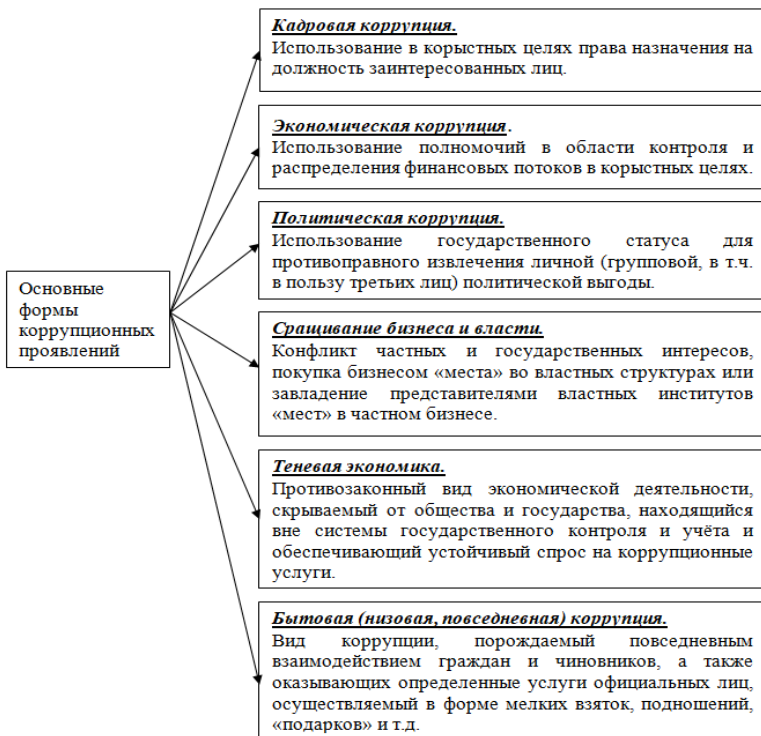 Основные
формы
коррупционных
проявлений
Кадровая коррупция.
Использование в корыстных целях права назначения на
должность заинтересованных лиц.
Экономическая коррупция.
Использование полномочий в области контроля и
распределения финансовых потоков в корыстных целях.
Политическая коррупция.
Использование государственного статуса для
противоправного извлечения личной (групповой, в т.ч.
в пользу третьих лиц) политической выгоды.
Сращивание бизнеса и власти.
Конфликт частных и государственных интересов,
покупка бизнесом «места» во властных структурах или
завладение представителями властных институтов
«мест» в частном бизнесе.
Теневая экономика.
Противозаконный вид экономической деятельности,
скрываемый от общества и государства, находящийся
вне системы государственного контроля и учёта и
обеспечивающий устойчивый спрос на коррупционные
услуги.
Бытовая (низовая, повседневная) коррупция.
Вид коррупции, порождаемый повседневным
взаимодействием граждан и чиновников, а также
оказывающих определенные услуги официальных лиц,
осуществляемый в форме мелких взяток, подношений,
«подарков» и т.д.